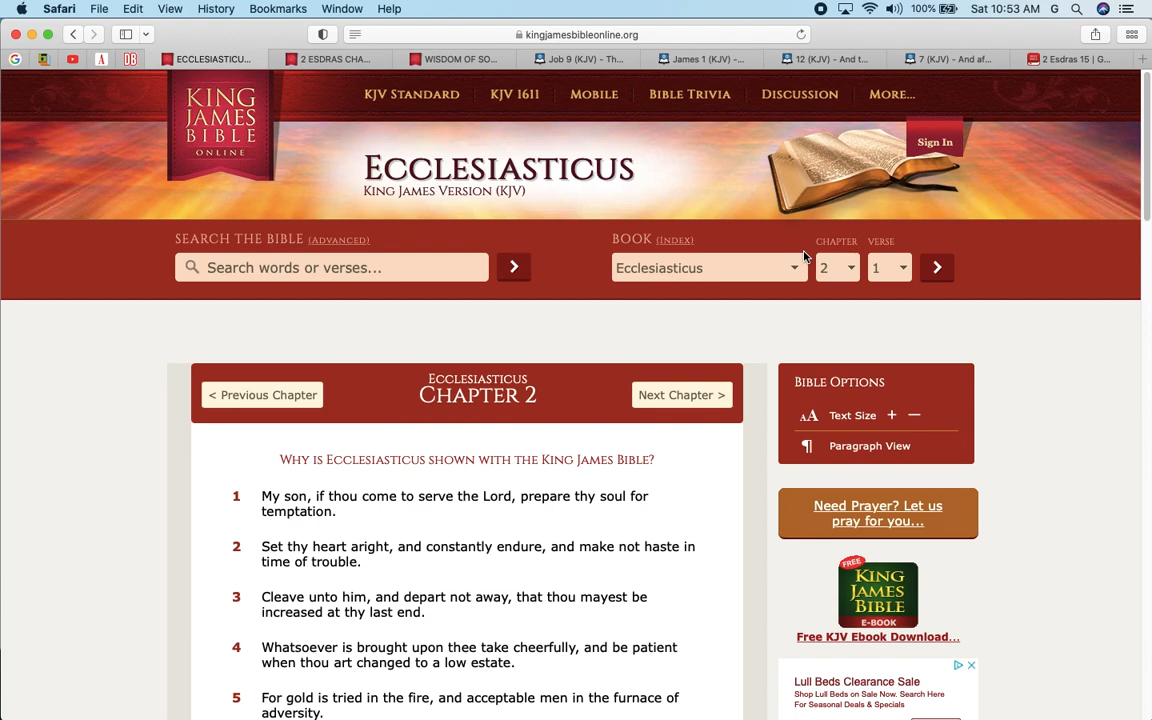 Safari File Edit View History Bookmarks Window Help 100% Sat 10:53 AM G
kingjamesbibleonline.org
ECCLESIASTICU... 2 ESDRAS CHA... WISDOM OF SO... Job 9 (KJV) - Th... James 1 (KJV) -... 12 (KJV) - And t... 7 (KJV) - And af... 2 Esdras 15 | G...
KING
JAMES
BIBLE
ONLINE
KJV STANDARD KJV 1611 MOBILE BIBLE TRIVIA DISCUSSION MORE...
Sign In
ECCLESIASTICUS
KING JAMES VERSION (KJV)
SEARCH THE BIBLE (ADVANCED)
Search words or verses...
BOOK (INDEX) CHAPTER VERSE
Ecclesiasticus 2 1
< Previous Chapter
ECCLESIASTICUS
CHAPTER 2
Next Chapter >
WHY IS ECCLESIASTICUS SHOWN WITH THE KING JAMES BIBLE?
1 My son, if thou come to serve the Lord, prepare thy soul for
temptation.
2 Set thy heart aright, and constantly endure, and make not haste in
time of trouble.
3 Cleave unto him, and depart not away, that thou mayest be
increased at thy last end.
4 Whatsoever is brought upon thee take cheerfully, and be patient
when thou art changed to a low estate.
5 For gold is tried in the fire, and acceptable men in the furnace of
adversity.
BIBLE OPTIONS
AA Text Size + —
¶ Paragraph View
Need Prayer? Let us
pray for you...
FREE
KING
JAMES
BIBLE
E-BOOK
Free KJV Ebook Download...
Lull Beds Clearance Sale
Shop Lull Beds on Sale Now. Search Here
For Seasonal Deals & Specials